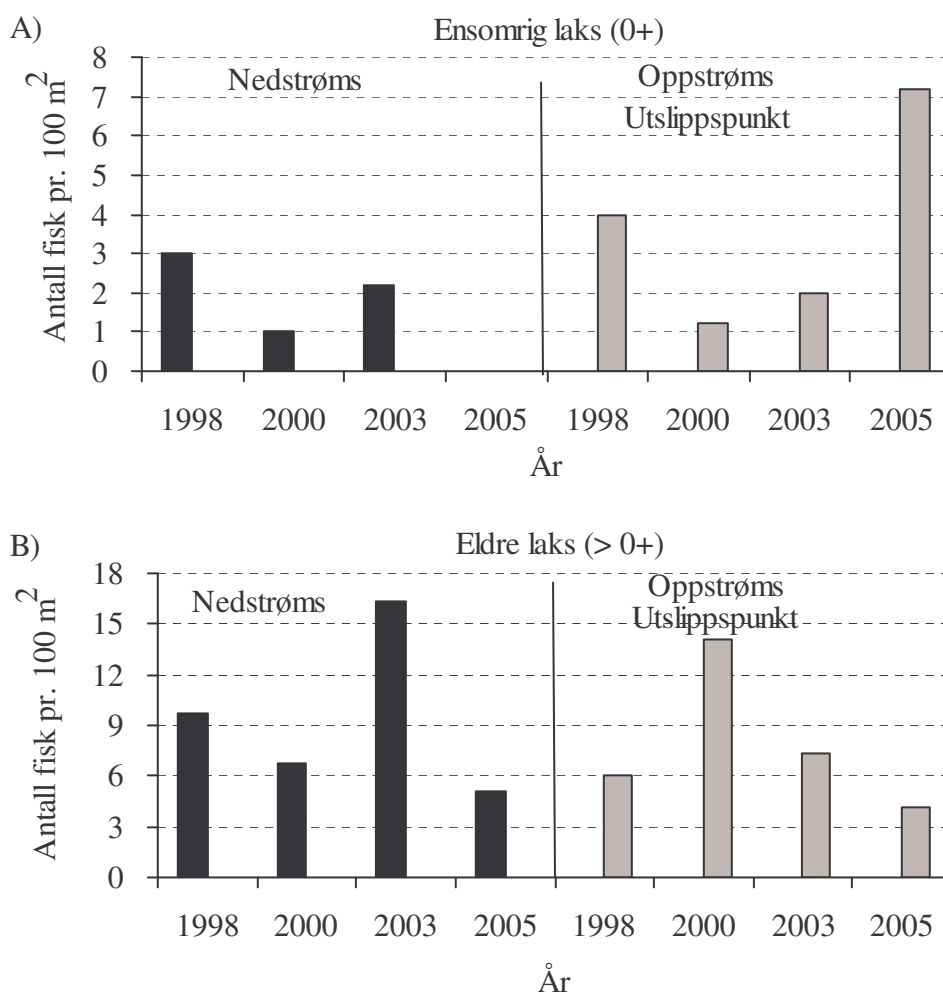 A)
Ensomrig laks (0+)
Antall fisk pr. 100 m²
8
7
6
5
4
3
2
1
0
Nedstrøms
Oppstrøms
Utslippspunkt
1998 2000 2003 2005 1998 2000 2003 2005
År
B)
Eldre laks (> 0+)
Antall fisk pr. 100 m²
18
15
12
9
6
3
0
Nedstrøms
Oppstrøms
Utslippspunkt
1998 2000 2003 2005 1998 2000 2003 2005
År